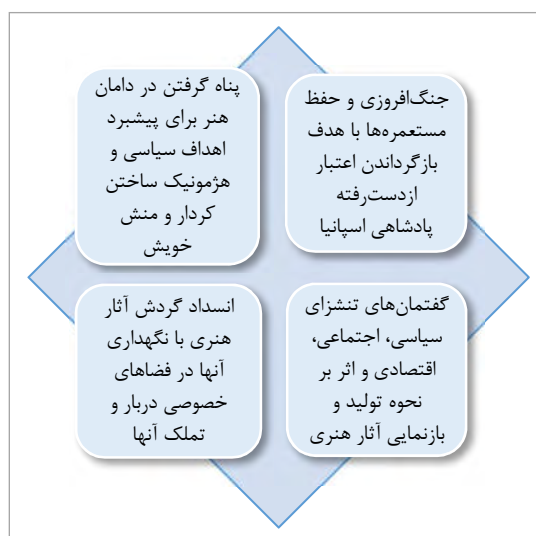 جنگ‌افروزی و حفظ
مستعمره‌ها با هدف
بازگرداندن اعتبار
ازدست‌رفته
پادشاهی اسپانیا
پناه گرفتن در دامان
هنر برای پیشبرد
اهداف سیاسی و
هژمونیک ساختن
کردار و منش
خویش
گفتمان‌های تنش‌زای
سیاسی، اجتماعی،
اقتصادی و اثر بر
نحوه تولید و
بازنمایی آثار هنری
انسداد گردش آثار
هنری با نگهداری
آنها در فضاهای
خصوصی دربار و
تملک آنها